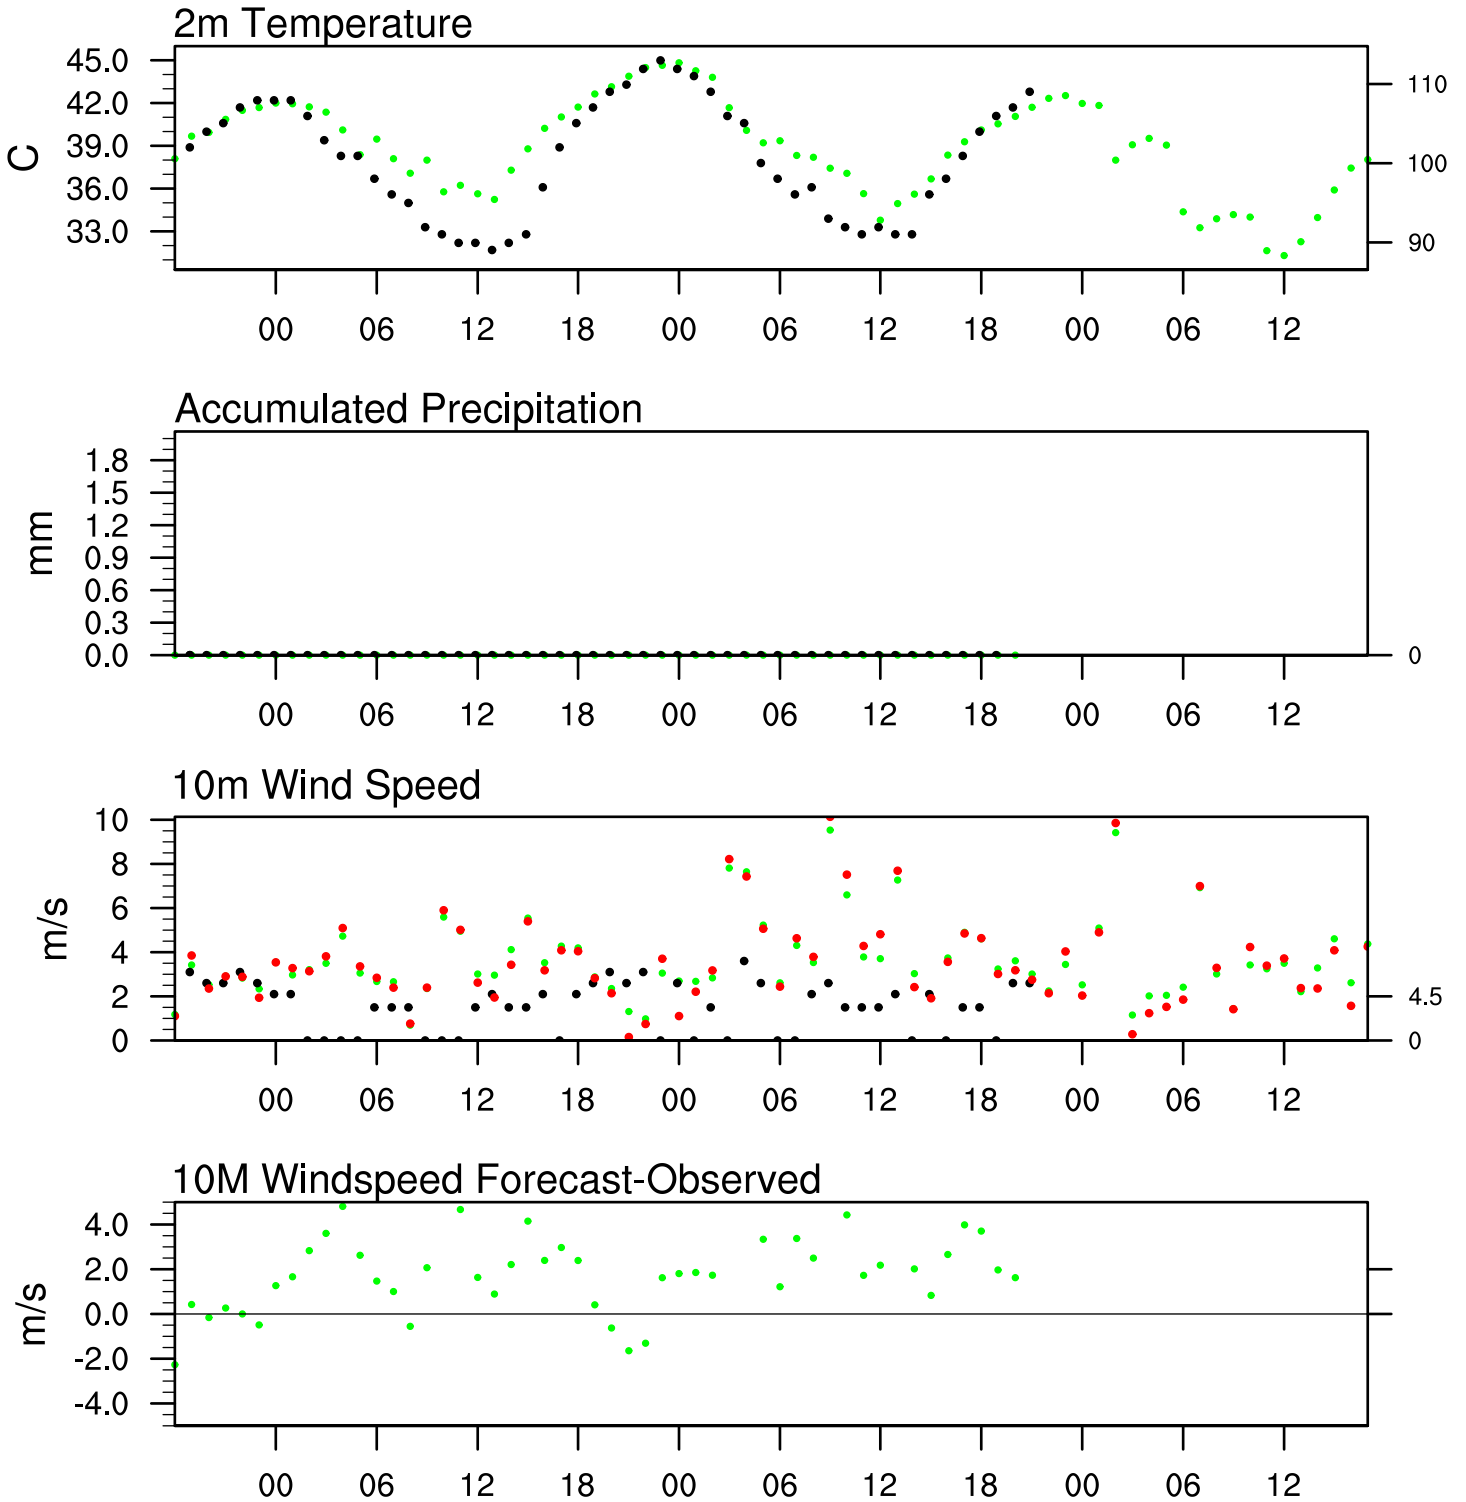 2m Temperature
45.0
42.0
39.0
36.0
33.0
C
110
100
90
00 06 12 18 00 06 12 18 00 06 12
Accumulated Precipitation
1.8
1.5
1.2
0.9
0.6
0.3
0.0
mm
0
00 06 12 18 00 06 12 18 00 06 12
10m Wind Speed
10
8
6
4
2
0
m/s
4.5
0
00 06 12 18 00 06 12 18 00 06 12
10M Windspeed Forecast-Observed
4.0
2.0
0.0
-2.0
-4.0
m/s
00 06 12 18 00 06 12 18 00 06 12